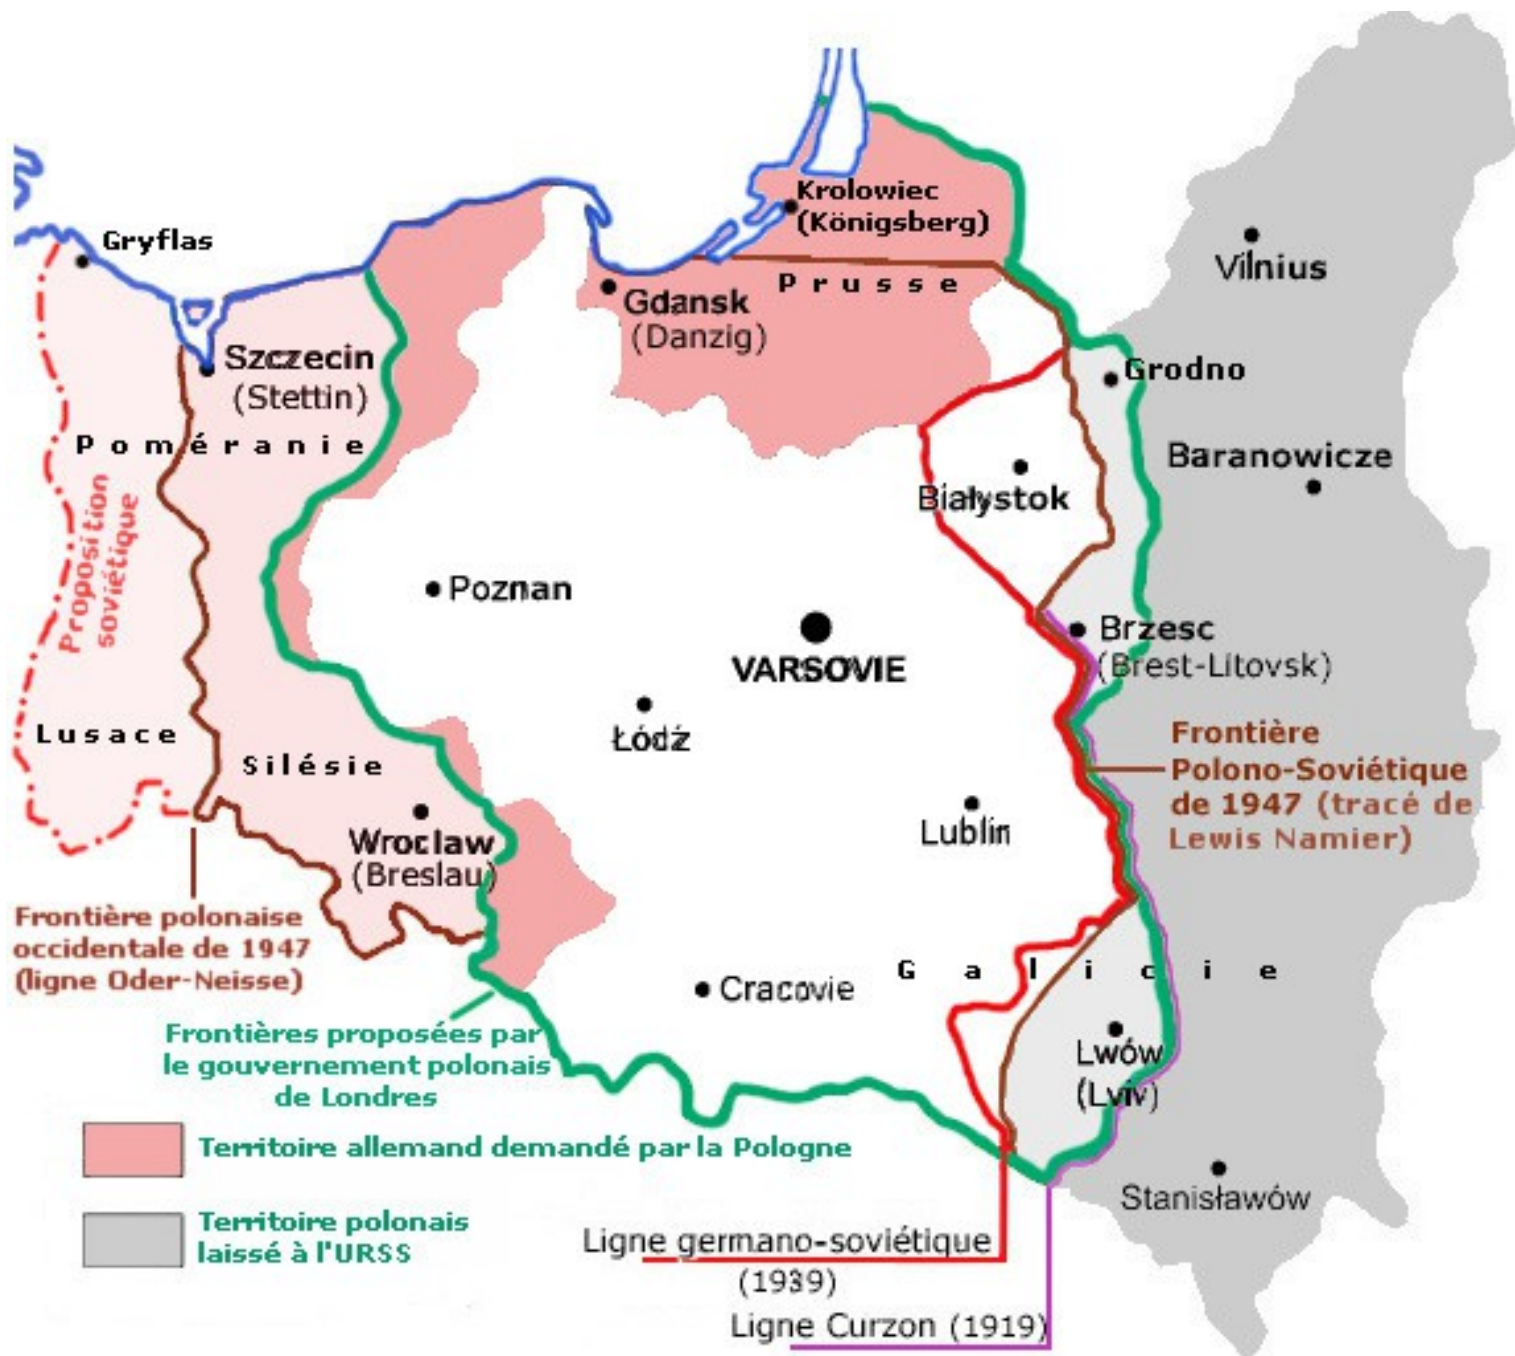 Gryflas
Krolowiec
(Königsberg)
Vilnius
Prusse
Gdansk
(Danzig)
Szczecin
(Stettin)
Grodno
Poméranie
Baranowicze
Białystok
Proposition
soviétique
Poznan
Brzesc
(Brest-Litovsk)
VARSOVIE
Łódź
Lusace
Silésie
Frontière
Polono-Soviétique
de 1947 (tracé de
Lewis Namier)
Wroclaw
(Breslau)
Lublin
Frontière polonaise
occidentale de 1947
(ligne Oder-Neisse)
Galicie
Cracovie
Frontières proposées par
le gouvernement polonais
de Londres
Lwów
(Lviv)
Territoire allemand demandé par la Pologne
Stanisławów
Territoire polonais
laissé à l'URSS
Ligne germano-soviétique
(1939)
Ligne Curzon (1919)